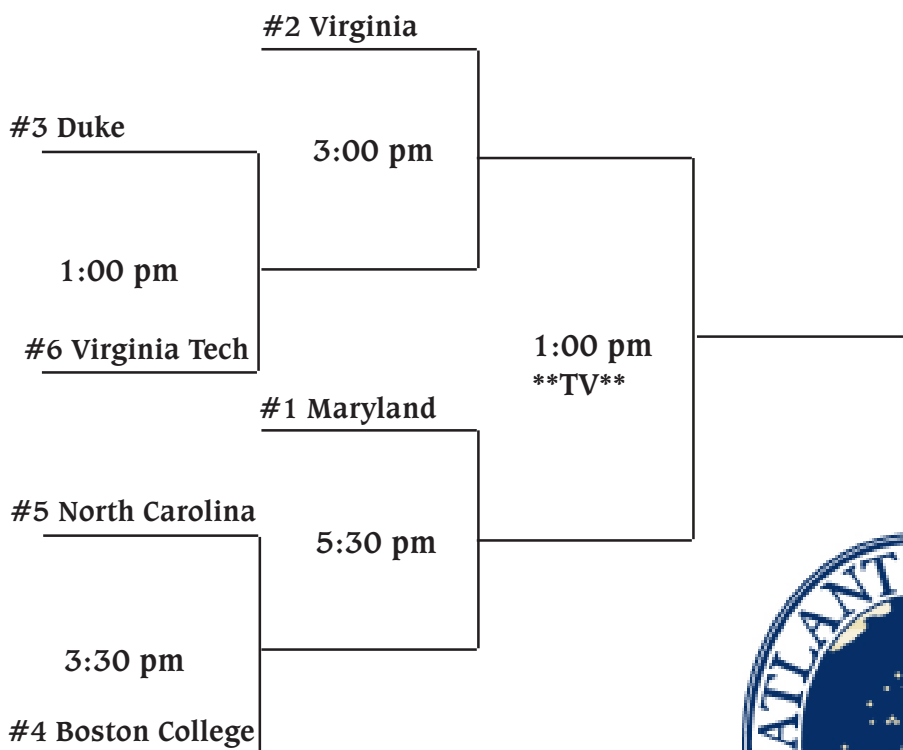 #2 Virginia
#3 Duke
3:00 pm
1:00 pm
#6 Virginia Tech
1:00 pm
**TV**
#1 Maryland
#5 North Carolina
5:30 pm
3:30 pm
#4 Boston College
ATLANT